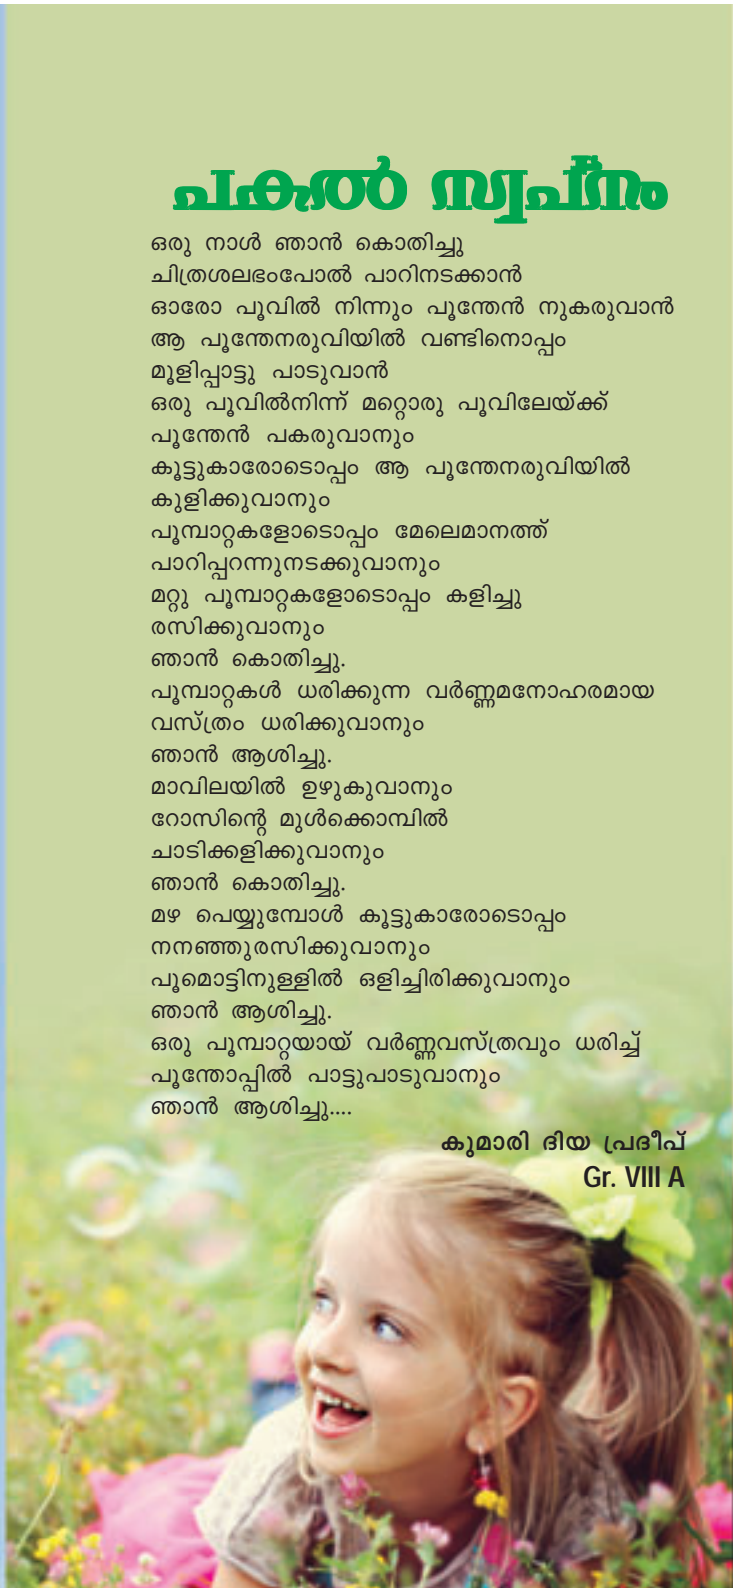 പകൽ സ്വപ്നം
ഒരു നാൾ ഞാൻ കൊതിച്ചു
ചിത്രശലഭംപോൽ പാറിനടക്കാൻ
ഓരോ പൂവിൽ നിന്നും പൂന്തേൻ നുകരുവാൻ
ആ പൂന്തേനരുവിയിൽ വണ്ടിനൊപ്പം
മൂളിപ്പാട്ടു പാടുവാൻ
ഒരു പൂവിൽനിന്ന് മറ്റൊരു പൂവിലേയ്ക്ക്
പൂന്തേൻ പകരുവാനും
കൂട്ടുകാരോടൊപ്പം ആ പൂന്തേനരുവിയിൽ
കുളിക്കുവാനും
പൂമ്പാറ്റകളോടൊപ്പം മേലെമാനത്ത്
പാറിപ്പറന്നുനടക്കുവാനും
മറ്റു പൂമ്പാറ്റകളോടൊപ്പം കളിച്ചു
രസിക്കുവാനും
ഞാൻ കൊതിച്ചു.
പൂമ്പാറ്റകൾ ധരിക്കുന്ന വർണ്ണമനോഹരമായ
വസ്ത്രം ധരിക്കുവാനും
ഞാൻ ആശിച്ചു.
മാവിലയിൽ ഉഴുകുവാനും
റോസിന്റെ മുൾക്കൊമ്പിൽ
ചാടിക്കളിക്കുവാനും
ഞാൻ കൊതിച്ചു.
മഴ പെയ്യുമ്പോൾ കൂട്ടുകാരോടൊപ്പം
നനഞ്ഞുരസിക്കുവാനും
പൂമൊട്ടിനുള്ളിൽ ഒളിച്ചിരിക്കുവാനും
ഞാൻ ആശിച്ചു.
ഒരു പൂമ്പാറ്റയായ് വർണ്ണവസ്ത്രവും ധരിച്ച്
പൂന്തോപ്പിൽ പാട്ടുപാടുവാനും
ഞാൻ ആശിച്ചു....
കുമാരി ദിയ പ്രദീപ്
Gr. VIII A